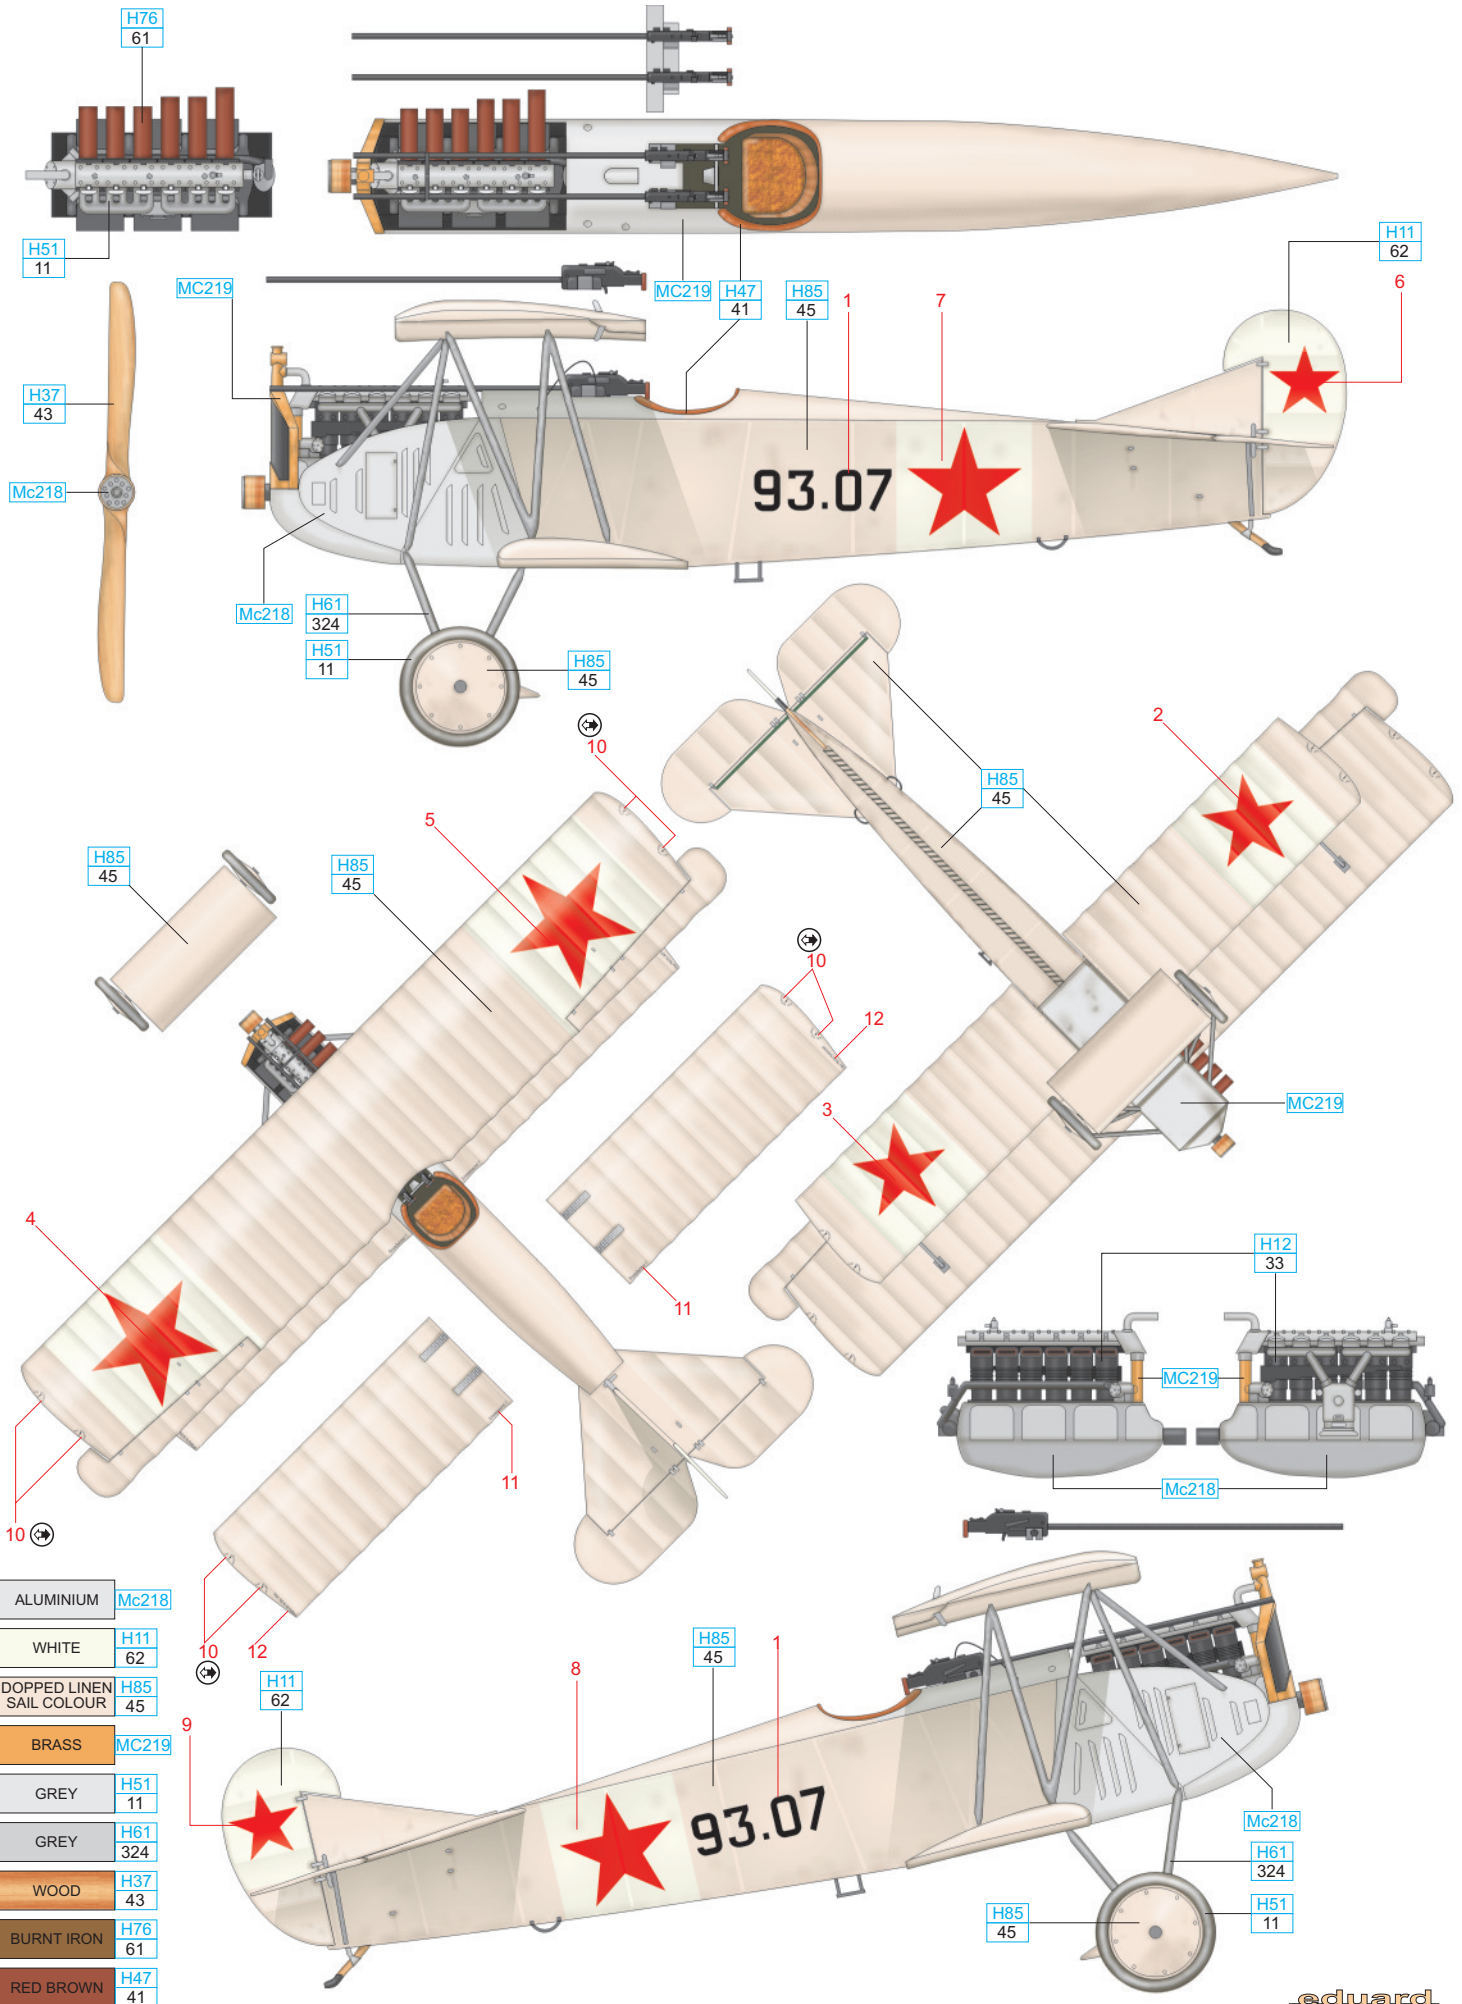 H76
61
H51
11
MC219
H47
41
H85
45
1
7
H11
62
6
MC219
H37
43
Mc218
93.07
Mc218
H61
324
H51
11
H85
45
10
2
H85
45
5
H85
45
H85
45
10
12
3
MC219
4
11
H12
33
MC219
Mc218
11
10
10
12
ALUMINIUM Mc218
WHITE H11
62
DOPPED LINEN
SAIL COLOUR H85
45
BRASS MC219
GREY H51
11
GREY H61
324
WOOD H37
43
BURNT IRON H76
61
RED BROWN H47
41
H11
62
9
8
H85
45
1
93.07
Mc218
H61
324
H51
11
H85
45
eduard